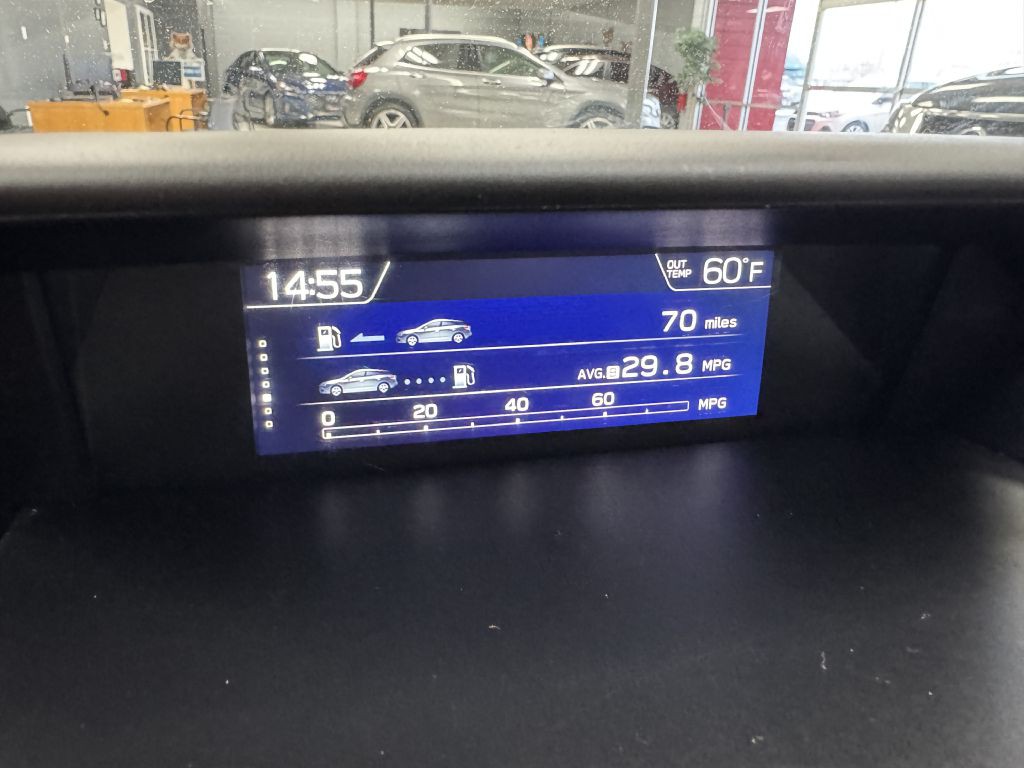 14:55
OUT TEMP 60°F
70 miles
AVG. B 29.8 MPG
0 20 40 60 MPG